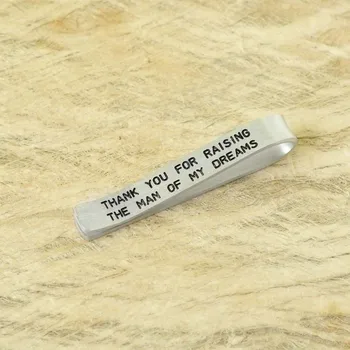 THANK YOU FOR RAISING
THE MAN OF MY DREAMS